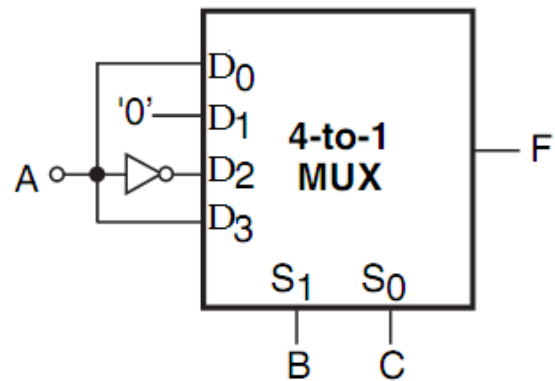 D0
'0' D1
4-to-1
MUX
F
A
D2
D3
S1 S0
B C